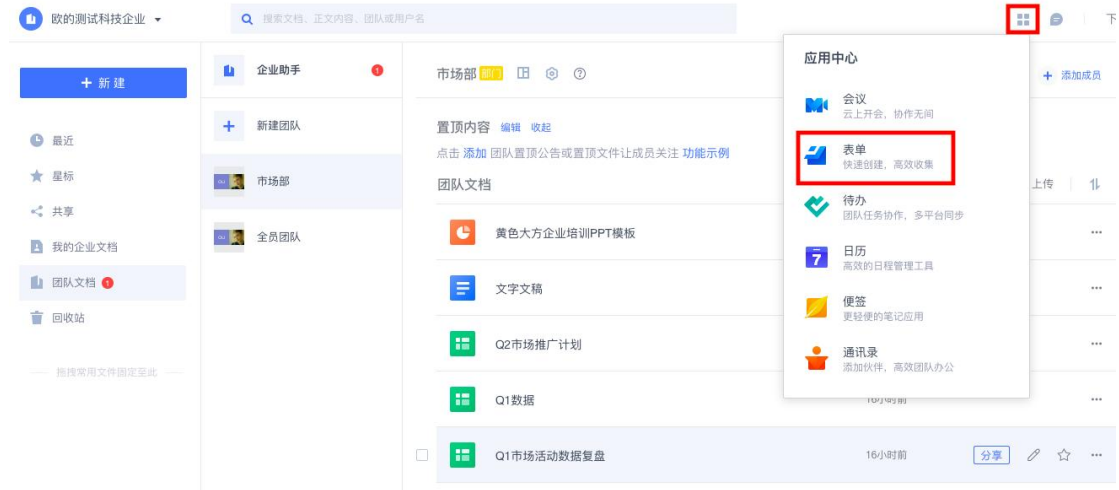 欧的测试科技企业
搜索文档、正文内容、团队或用户名
下
+ 新建
最近
星标
共享
我的企业文档
团队文档 1
回收站
拖拽常用文件固定至此
企业助手 1
新建团队
市场部
全员团队
市场部 部门
+ 添加成员
置顶内容 编辑 收起
点击 添加 团队置顶公告或置顶文件让成员关注 功能示例
团队文档
上传
黄色大方企业培训PPT模板
文字文稿
Q2市场推广计划
Q1数据
16小时前
Q1市场活动数据复盘
16小时前
分享
应用中心
会议
云上开会，协作无间
表单
快速创建，高效收集
待办
团队任务协作，多平台同步
7
日历
高效的日程管理工具
便签
更轻便的笔记应用
通讯录
添加伙伴，高效团队办公